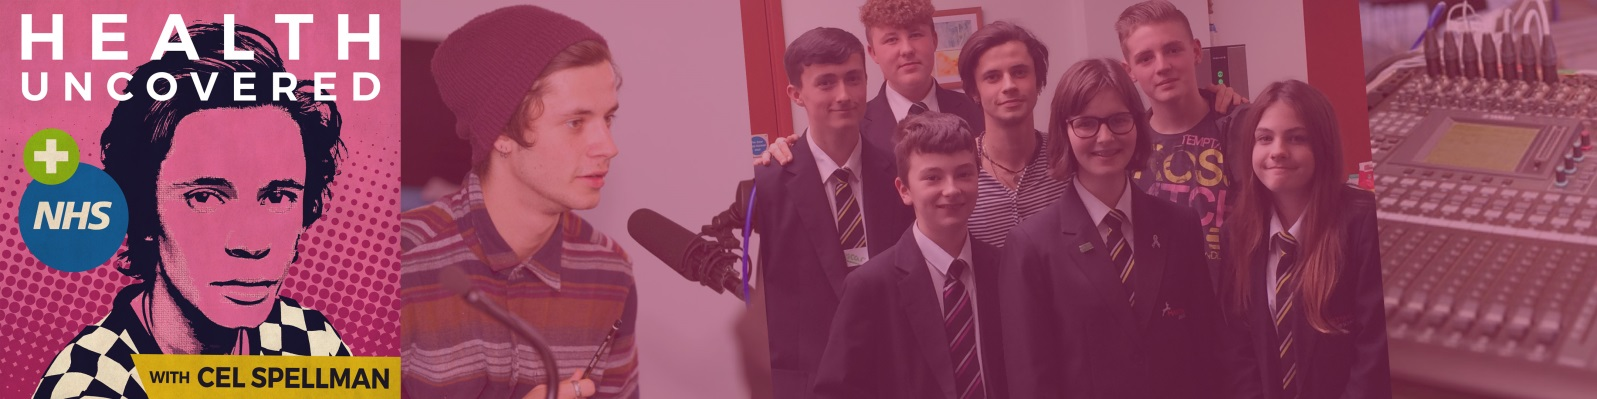 HEALTH
UNCOVERED
NHS
WITH CEL SPELLMAN